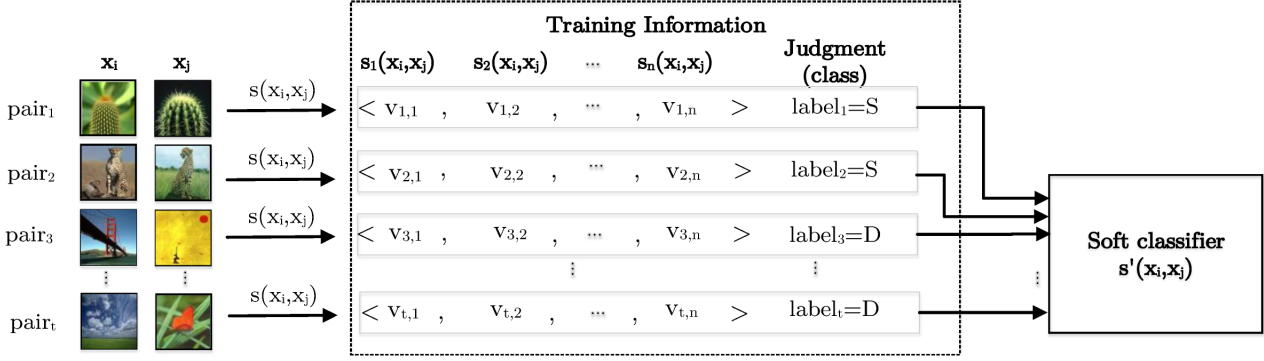 Training Information
xᵢ xⱼ s₁(xᵢ,xⱼ) s₂(xᵢ,xⱼ) ... sₙ(xᵢ,xⱼ) Judgment (class)
pair₁ s(xᵢ,xⱼ) < v₁,₁ , v₁,₂ , ... , v₁,ₙ > label₁=S
pair₂ s(xᵢ,xⱼ) < v₂,₁ , v₂,₂ , ... , v₂,ₙ > label₂=S
pair₃ s(xᵢ,xⱼ) < v₃,₁ , v₃,₂ , ... , v₃,ₙ > label₃=D
Soft classifier
s'(xᵢ,xⱼ)
⋮ ⋮ ⋮ ⋮ ⋮
pairₜ s(xᵢ,xⱼ) < vₜ,₁ , vₜ,₂ , ... , vₜ,ₙ > labelₜ=D